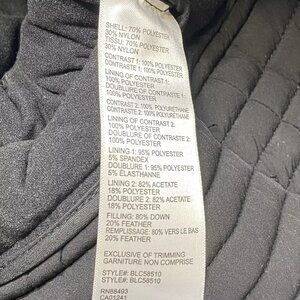 SHELL: 70% POLYESTER
30% NYLON
TISSU: 70% POLYESTER
30% NYLON
CONTRAST 1: 100% POLYESTER
CONTRASTE 1: 100% POLYESTER
LINING OF CONTRAST 1:
100% POLYESTER
DOUBLURE OF CONTRASTE 1:
100% POLYESTER
CONTRAST 2: 100% POLYURETHANE
CONTRASTE 2: 100% POLYURETHANE
LINING OF CONTRAST 2:
100% POLYESTER
DOUBLURE OF CONTRASTE 2:
100% POLYESTER
LINING 1: 95% POLYESTER
5% SPANDEX
DOUBLURE 1: 95% POLYESTER
5% ELASTHANNE
LINING 2: 82% ACETATE
18% POLYESTER
DOUBLURE 2: 82% ACETATE
18% POLYESTER
FILLING: 80% DOWN
20% FEATHER
REMPLISSAGE: 80% VERS LE BAS
20% FEATHER
EXCLUSIVE OF TRIMMING
GARNITURE NON COMPRISE
STYLE#: BLC58510
STYLE#: BLC58510
RN88493
CA01241